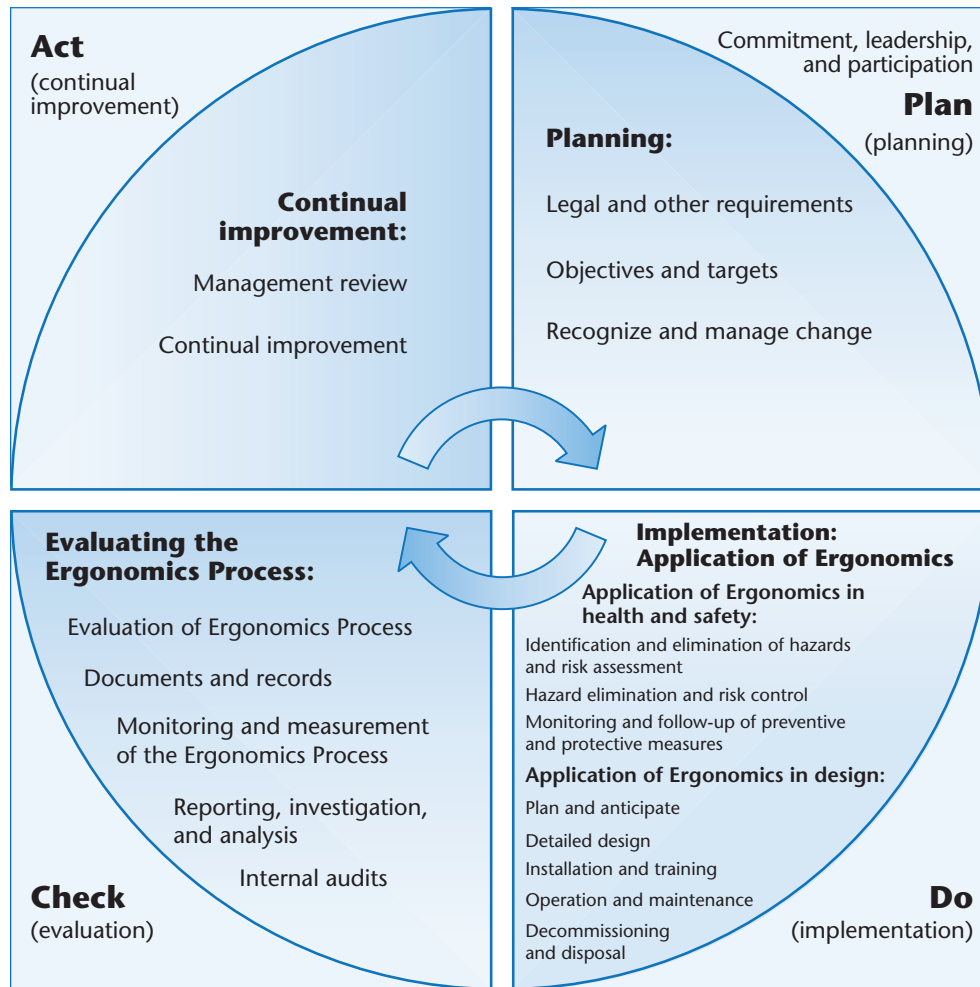 Act
(continual
improvement)
Continual
improvement:
Management review
Continual improvement
Commitment, leadership,
and participation
Plan
(planning)
Planning:
Legal and other requirements
Objectives and targets
Recognize and manage change
Evaluating the
Ergonomics Process:
Evaluation of Ergonomics Process
Documents and records
Monitoring and measurement
of the Ergonomics Process
Reporting, investigation,
and analysis
Internal audits
Check
(evaluation)
Implementation:
Application of Ergonomics
Application of Ergonomics in
health and safety:
Identification and elimination of hazards
and risk assessment
Hazard elimination and risk control
Monitoring and follow-up of preventive
and protective measures
Application of Ergonomics in design:
Plan and anticipate
Detailed design
Installation and training
Operation and maintenance
Decommissioning
and disposal
Do
(implementation)